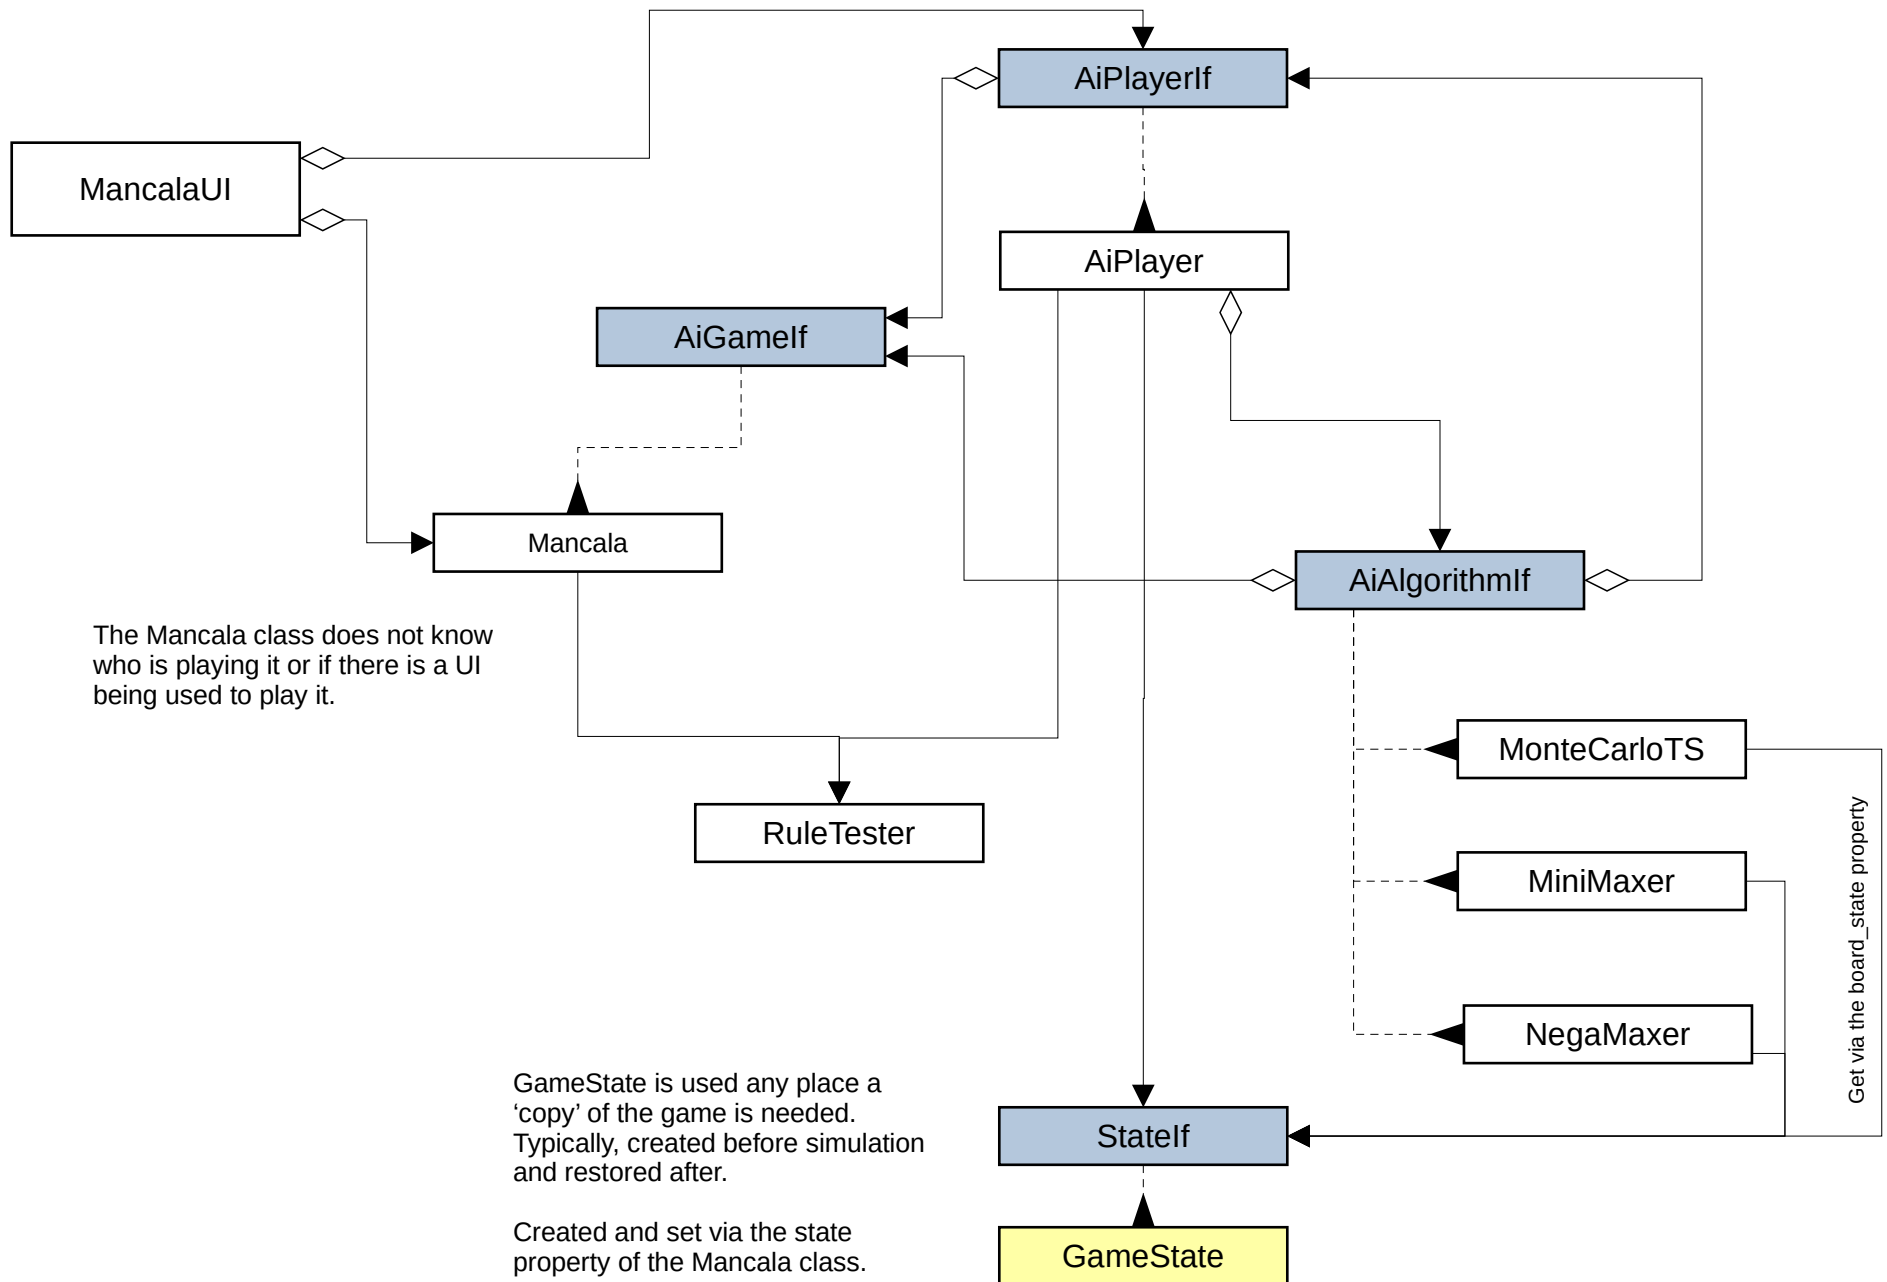 AiPlayerIf
MancalaUI
AiPlayer
AiGameIf
Mancala
AiAlgorithmIf
The Mancala class does not know
who is playing it or if there is a UI
being used to play it.
MonteCarloTS
RuleTester
MiniMaxer
Get via the board_state property
NegaMaxer
GameState is used any place a
‘copy’ of the game is needed.
Typically, created before simulation
and restored after.
StateIf
Created and set via the state
property of the Mancala class.
GameState